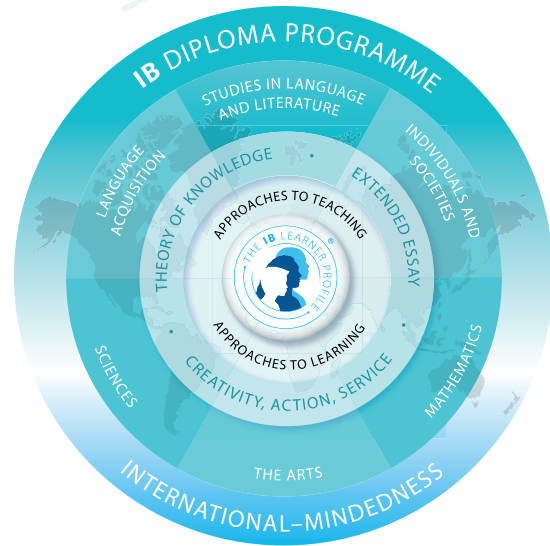 IB DIPLOMA PROGRAMME
STUDIES IN LANGUAGE
AND LITERATURE
LANGUAGE
ACQUISITION
INDIVIDUALS AND
SOCIETIES
THEORY OF KNOWLEDGE
EXTENDED ESSAY
APPROACHES TO TEACHING
THE IB LEARNER PROFILE
®
APPROACHES TO LEARNING
CREATIVITY, ACTION, SERVICE
SCIENCES
MATHEMATICS
THE ARTS
INTERNATIONAL–MINDEDNESS